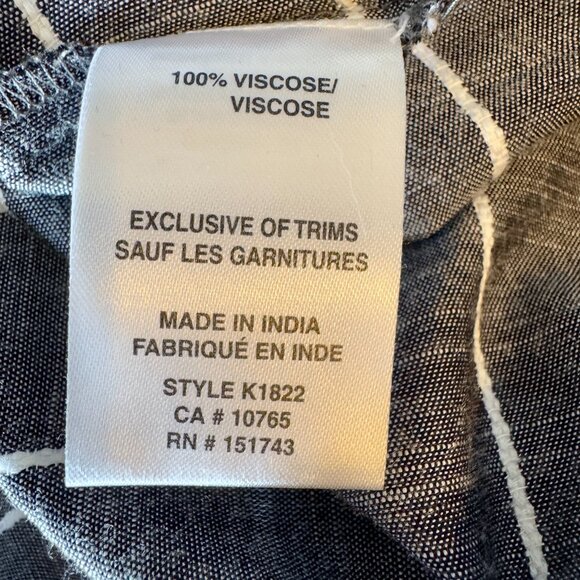 100% VISCOSE/
VISCOSE
EXCLUSIVE OF TRIMS
SAUF LES GARNITURES
MADE IN INDIA
FABRIQUÉ EN INDE
STYLE K1822
CA # 10765
RN # 151743